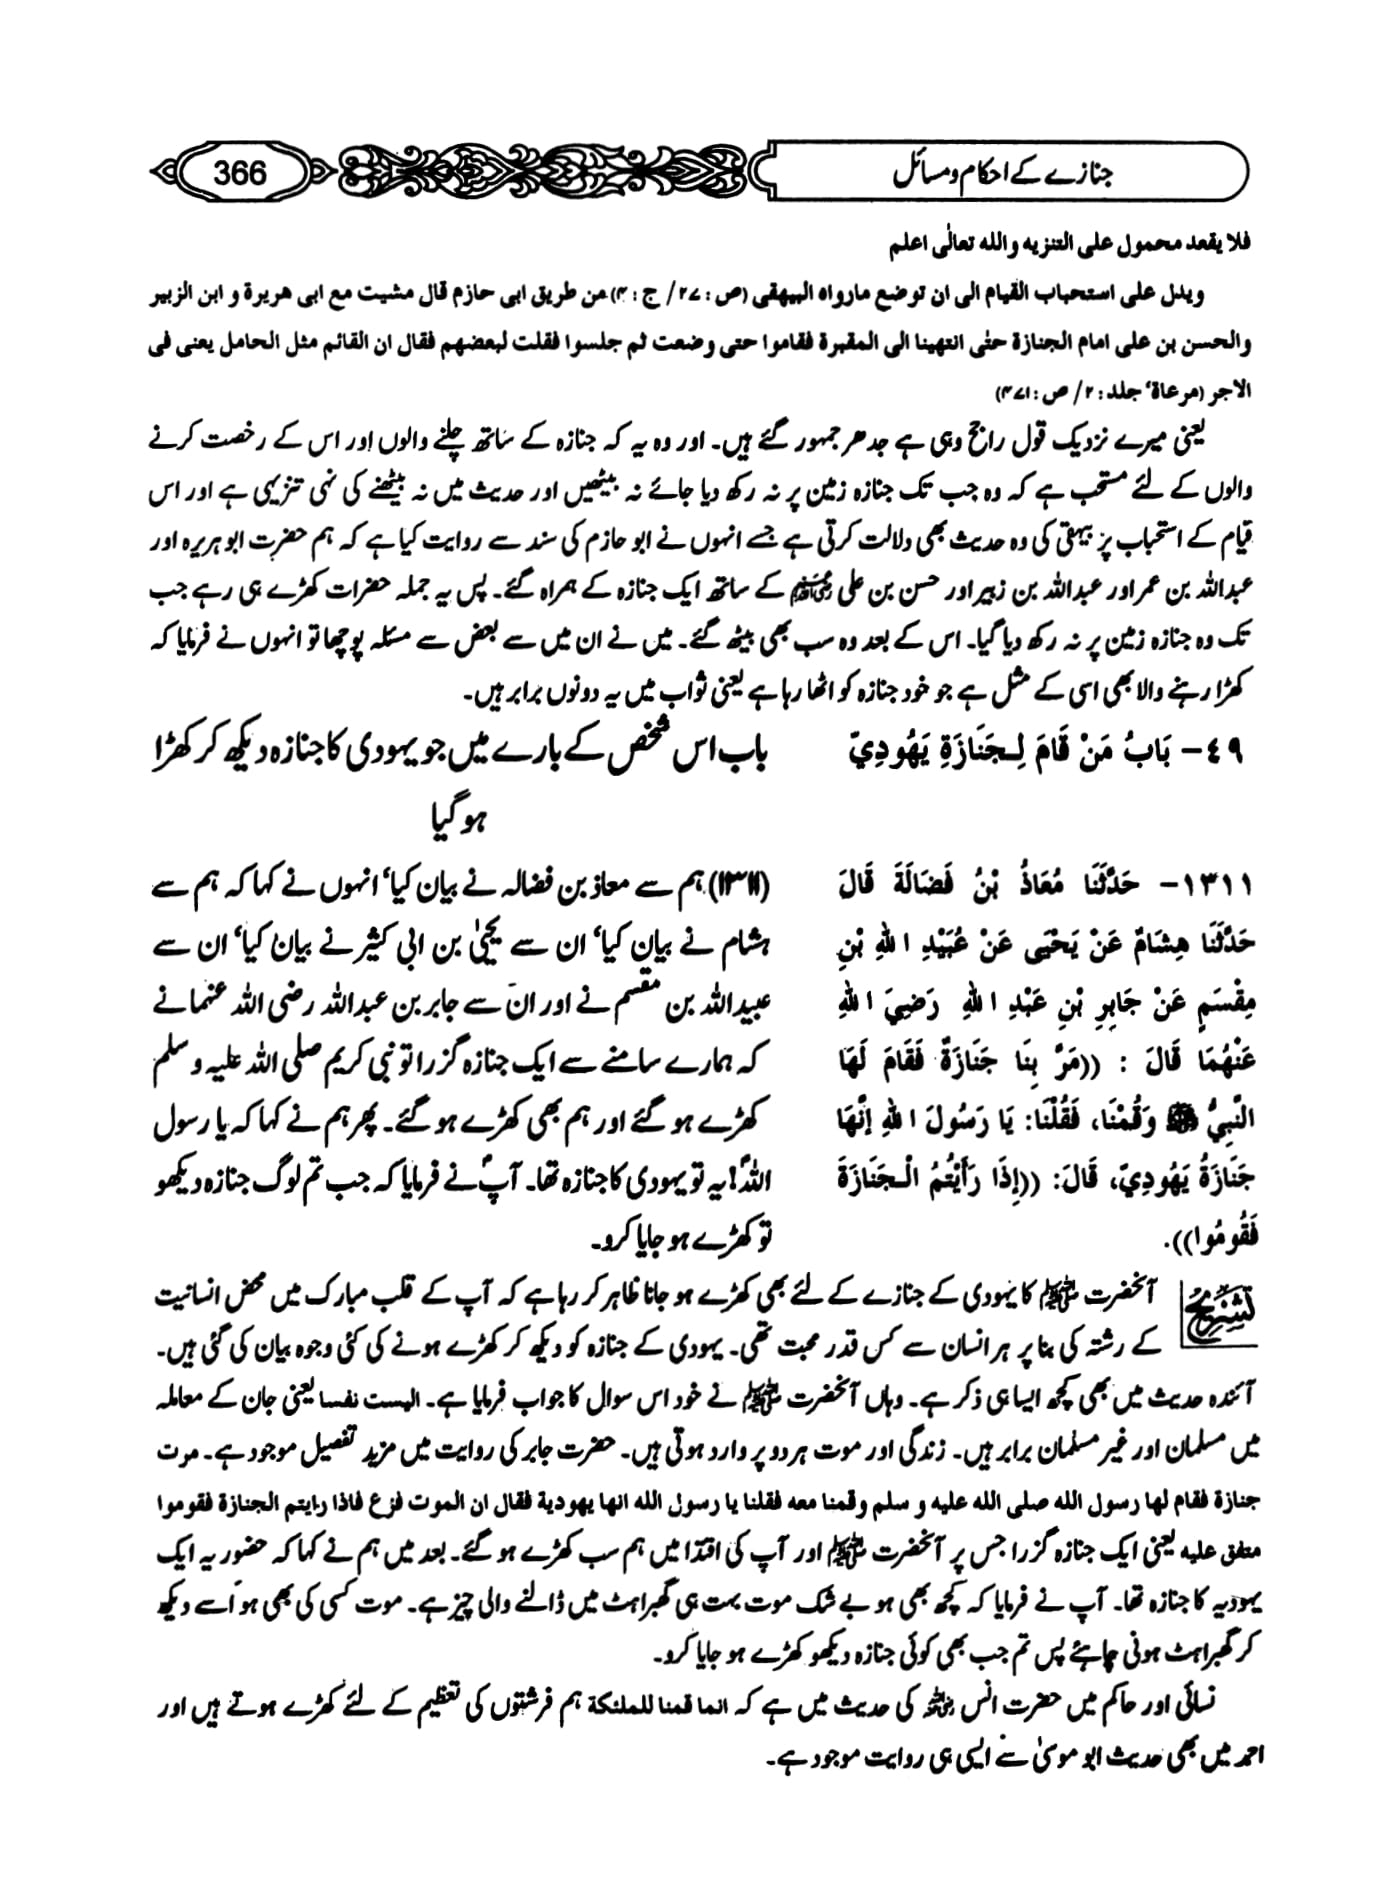 جنازے کے احکام و مسائل
366
فلا یقعد محمول علی التنزیه والله تعالٰی اعلم
ویدل علی استحباب القیام الی ان توضع مارواه البیهقی (ص : ۲۷/ ج : ۴) من طریق ابی حازم قال مشیت مع ابی هریرة و ابن الزبیر
والحسن بن علی امام الجنازة حتٰی انتهینا الی المقبرة فقاموا حتی وضعت ثم جلسوا فقلت لبعضهم فقال ان القائم مثل الحامل یعنی فی
الاجر (مرعاة، جلد : ۲/ ص : ۴۷۱)
یعنی میرے نزدیک قول راجح وہی ہے جدھر جمہور گئے ہیں۔ اور وہ یہ کہ جنازہ کے ساتھ چلنے والوں اور اس کے رخصت کرنے
والوں کے لئے مستحب ہے کہ وہ جب تک جنازہ زمین پر نہ رکھ دیا جائے نہ بیٹھیں اور حدیث میں نہ بیٹھنے کی نہی تنزیہی ہے اور اس
قیام کے استحباب پر بیہقی کی وہ حدیث بھی دلالت کرتی ہے جسے انہوں نے ابو حازم کی سند سے روایت کیا ہے کہ ہم حضرت ابو ہریرہ اور
عبداللہ بن عمر اور عبداللہ بن زبیر اور حسن بن علی رضی اللہ عنہم کے ساتھ ایک جنازہ کے ہمراہ گئے۔ پس یہ جملہ حضرات کھڑے ہی رہے جب
تک وہ جنازہ زمین پر نہ رکھ دیا گیا۔ اس کے بعد وہ سب بھی بیٹھ گئے۔ میں نے ان میں سے بعض سے مسئلہ پوچھا تو انہوں نے فرمایا کہ
کھڑا رہنے والا بھی اسی کے مثل ہے جو خود جنازہ کو اٹھا رہا ہے یعنی ثواب میں یہ دونوں برابر ہیں۔
٤٩- بَابُ مَنْ قَامَ لِجَنَازَةِ يَهُودِيّ
باب اس شخص کے بارے میں جو یہودی کا جنازہ دیکھ کر کھڑا
ہو گیا
١٣١١- حَدَّثَنَا مُعَاذُ بْنُ فَضَالَةَ قَالَ
حَدَّثَنَا هِشَامٌ عَنْ يَحْيَى عَنْ عُبَيْدِ اللهِ بْنِ
مِقْسَمٍ عَنْ جَابِرِ بْنِ عَبْدِ اللهِ رَضِيَ اللهِ
عَنْهُمَا قَالَ : ((مَرَّ بِنَا جَنَازَةٌ فَقَامَ لَهَا
النَّبِيُّ ﷺ وَقُمْنَا، فَقُلْنَا: يَا رَسُولَ اللهِ إِنَّهَا
جَنَازَةُ يَهُودِيّ، قَالَ: ((إِذَا رَأَيْتُمُ الْجَنَازَةَ
فَقُومُوا)).
(۱۳۱۱) ہم سے معاذ بن فضالہ نے بیان کیا، انہوں نے کہا کہ ہم سے
ہشام نے بیان کیا، ان سے یحییٰ بن ابی کثیر نے بیان کیا، ان سے
عبیداللہ بن مقسم نے اور ان سے جابر بن عبداللہ رضی اللہ عنہما نے
کہ ہمارے سامنے سے ایک جنازہ گزرا تو نبی کریم صلی اللہ علیہ و سلم
کھڑے ہو گئے اور ہم بھی کھڑے ہو گئے۔ پھر ہم نے کہا کہ یا رسول
اللہ! یہ تو یہودی کا جنازہ تھا۔ آپؐ نے فرمایا کہ جب تم لوگ جنازہ دیکھو
تو کھڑے ہو جایا کرو۔
تشریح
آنحضرت ﷺ کا یہودی کے جنازے کے لئے بھی کھڑے ہو جانا ظاہر کر رہا ہے کہ آپ کے قلب مبارک میں محض انسانیت
کے رشتہ کی بنا پر ہر انسان سے کس قدر محبت تھی۔ یہودی کے جنازہ کو دیکھ کر کھڑے ہونے کی کئی وجوہ بیان کی گئی ہیں۔
آئندہ حدیث میں بھی کچھ ایسا ہی ذکر ہے۔ وہاں آنحضرت ﷺ نے خود اس سوال کا جواب فرمایا ہے۔ الیست نفسا یعنی جان کے معاملہ
میں مسلمان اور غیر مسلمان برابر ہیں۔ زندگی اور موت ہر دو پر وارد ہوتی ہیں۔ حضرت جابر کی روایت میں مزید تفصیل موجود ہے۔ مرت
جنازة فقام لها رسول الله صلی الله علیه و سلم وقمنا معه فقلنا یا رسول الله انها یهودیة فقال ان الموت فزع فاذا رایتم الجنازة فقوموا
متفق علیه یعنی ایک جنازہ گزرا جس پر آنحضرت ﷺ اور آپ کی اقتدا میں ہم سب کھڑے ہو گئے۔ بعد میں ہم نے کہا کہ حضور یہ ایک
یہودیہ کا جنازہ تھا۔ آپ نے فرمایا کہ کچھ بھی ہو بے شک موت بہت ہی گھبراہٹ میں ڈالنے والی چیز ہے۔ موت کسی کی بھی ہو اسے دیکھ
کر گھبراہٹ ہونی چاہئے پس تم جب بھی کوئی جنازہ دیکھو کھڑے ہو جایا کرو۔
نسائی اور حاکم میں حضرت انس رضی اللہ عنہ کی حدیث میں ہے کہ انما قمنا للملئکة ہم فرشتوں کی تعظیم کے لئے کھڑے ہوتے ہیں اور
احمد میں بھی حدیث ابو موسیٰ سے ایسی ہی روایت موجود ہے۔